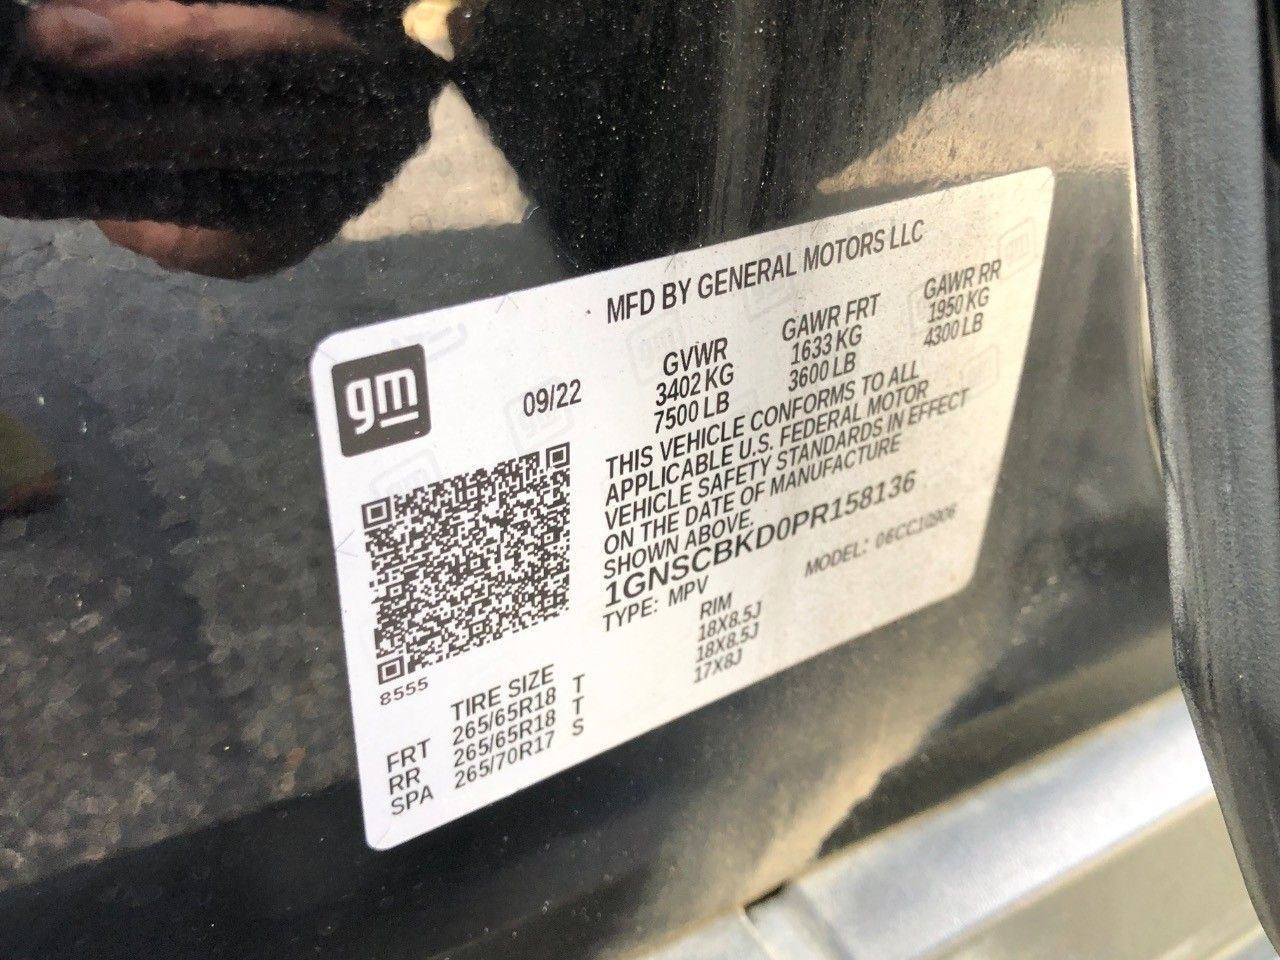 MFD BY GENERAL MOTORS LLC
gm
09/22
GVWR GAWR FRT GAWR RR
3402 KG 1633 KG 1950 KG
7500 LB 3600 LB 4300 LB
THIS VEHICLE CONFORMS TO ALL
APPLICABLE U.S. FEDERAL MOTOR
VEHICLE SAFETY STANDARDS IN EFFECT
ON THE DATE OF MANUFACTURE
SHOWN ABOVE.
1GNSCBKD0PR158136
TYPE: MPV MODEL: 06CC10906
8555
TIRE SIZE RIM
FRT 265/65R18 T 18X8.5J
RR 265/65R18 T 18X8.5J
SPA 265/70R17 S 17X8J